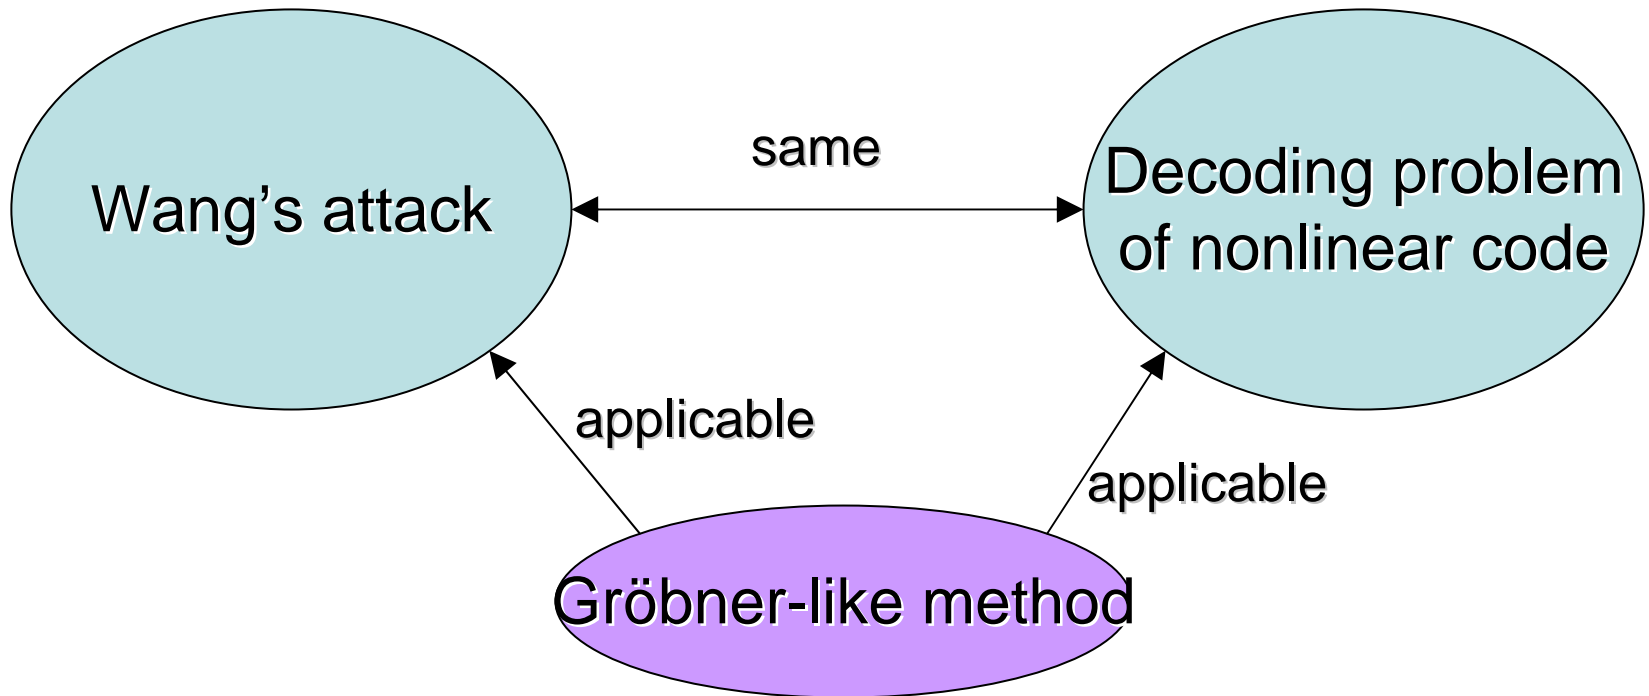 same
Wang’s attack
Decoding problem
of nonlinear code
applicable
applicable
Gröbner-like method